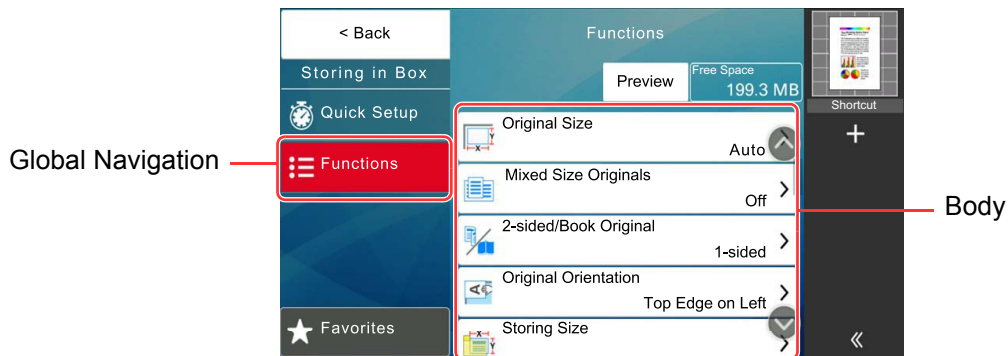 < Back
Functions
Storing in Box
Preview
Free Space
199.3 MB
Shortcut
Quick Setup
Original Size
Auto
Global Navigation
Functions
Mixed Size Originals
Off
Body
2-sided/Book Original
1-sided
Original Orientation
Top Edge on Left
Favorites
Storing Size